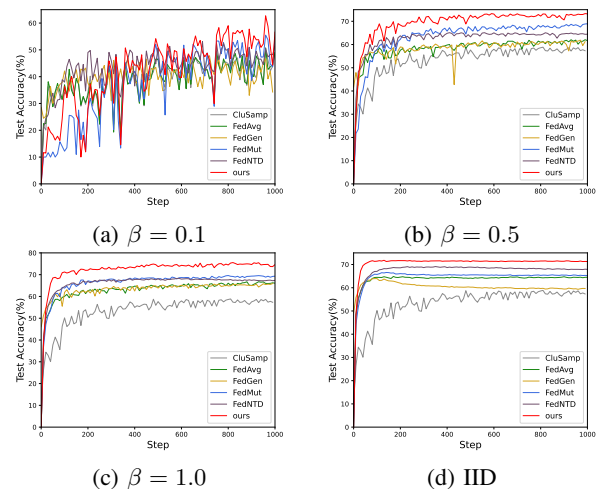 Test Accuracy(%)
60
50
40
30
20
10
0
0 200 400 600 800 1000
Step
CluSamp
FedAvg
FedGen
FedMut
FedNTD
ours
(a) β = 0.1
Test Accuracy(%)
70
60
50
40
30
20
10
0
0 200 400 600 800 1000
Step
CluSamp
FedAvg
FedGen
FedMut
FedNTD
ours
(b) β = 0.5
Test Accuracy(%)
80
70
60
50
40
30
20
10
0
0 200 400 600 800 1000
Step
CluSamp
FedAvg
FedGen
FedMut
FedNTD
ours
(c) β = 1.0
Test Accuracy(%)
70
60
50
40
30
20
10
0
0 200 400 600 800 1000
Step
CluSamp
FedAvg
FedGen
FedMut
FedNTD
ours
(d) IID